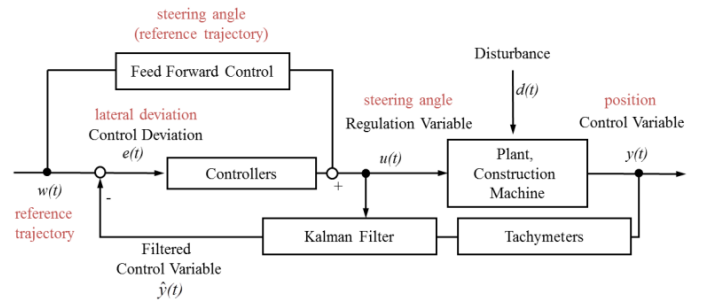 steering angle
(reference trajectory)
Feed Forward Control
Disturbance
d(t)
lateral deviation
Control Deviation
e(t)
steering angle
Regulation Variable
position
Control Variable
Controllers
+
u(t)
Plant,
Construction
Machine
y(t)
w(t)
-
reference
trajectory
Kalman Filter
Tachymeters
Filtered
Control Variable
ŷ(t)